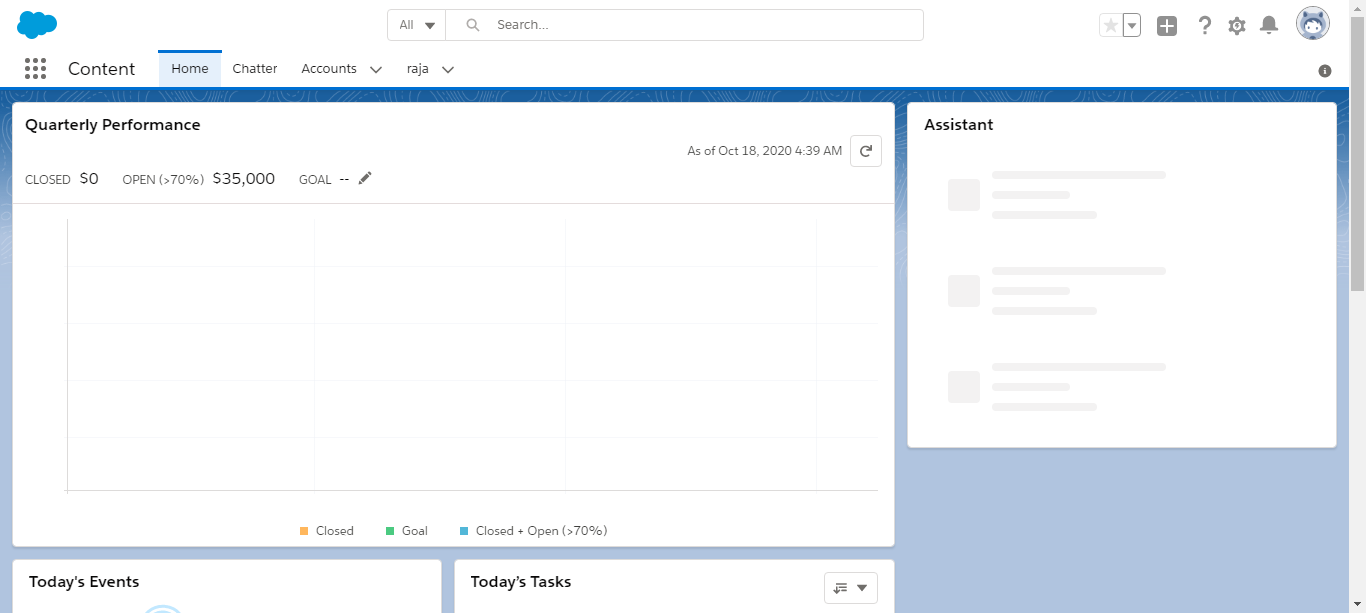 All
Search...
Content
Home
Chatter
Accounts
raja
Quarterly Performance
As of Oct 18, 2020 4:39 AM
CLOSED $0 OPEN (>70%) $35,000 GOAL --
Closed
Goal
Closed + Open (>70%)
Assistant
Today's Events
Today’s Tasks